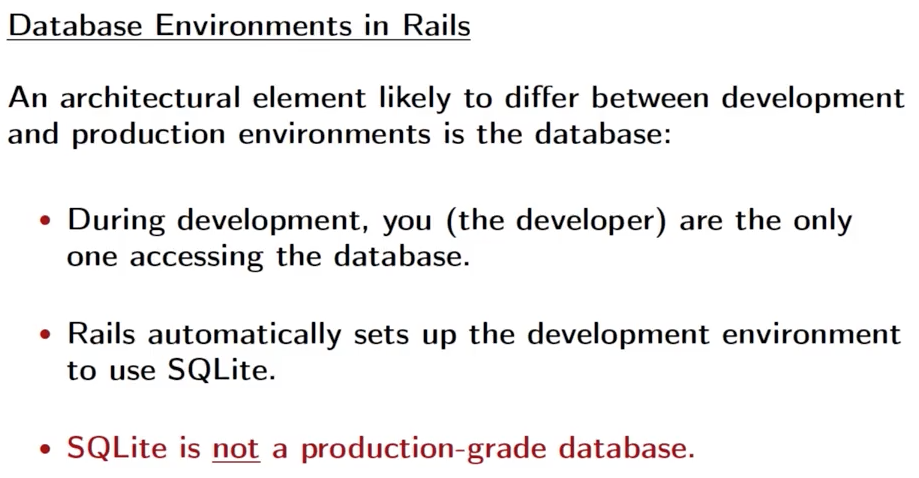 Database Environments in Rails
An architectural element likely to differ between development
and production environments is the database:
• During development, you (the developer) are the only
one accessing the database.
• Rails automatically sets up the development environment
to use SQLite.
• SQLite is not a production-grade database.